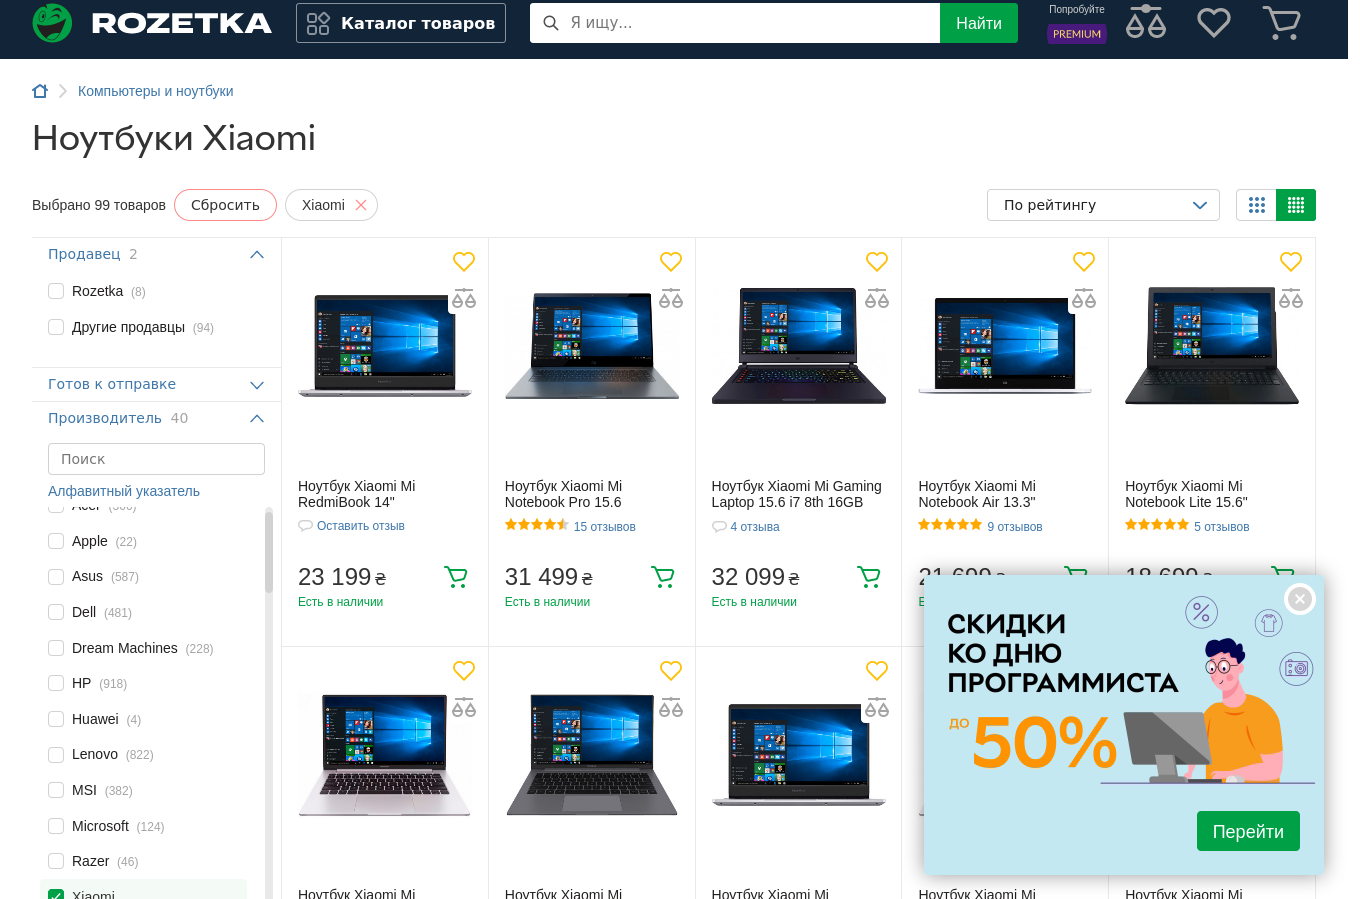 ROZETKA
Каталог товаров
Я ищу...
Найти
Попробуйте
PREMIUM
Компьютеры и ноутбуки
Ноутбуки Xiaomi
Выбрано 99 товаров
Сбросить
Xiaomi
По рейтингу
Продавец 2
Rozetka (8)
Другие продавцы (94)
Готов к отправке
Производитель 40
Поиск
Алфавитный указатель
Apple (22)
Asus (587)
Dell (481)
Dream Machines (228)
HP (918)
Huawei (4)
Lenovo (822)
MSI (382)
Microsoft (124)
Razer (46)
Xiaomi
Ноутбук Xiaomi Mi
RedmiBook 14"
Оставить отзыв
23 199 ₴
Есть в наличии
Ноутбук Xiaomi Mi
Notebook Pro 15.6
15 отзывов
31 499 ₴
Есть в наличии
Ноутбук Xiaomi Mi Gaming
Laptop 15.6 i7 8th 16GB
4 отзыва
32 099 ₴
Есть в наличии
Ноутбук Xiaomi Mi
Notebook Air 13.3"
9 отзывов
21 699 ₴
Ноутбук Xiaomi Mi
Notebook Lite 15.6"
5 отзывов
18 699 ₴
Ноутбук Xiaomi Mi
Ноутбук Xiaomi Mi
Ноутбук Xiaomi Mi
Ноутбук Xiaomi Mi
Ноутбук Xiaomi Mi
СКИДКИ
КО ДНЮ
ПРОГРАММИСТА
ДО 50%
Перейти